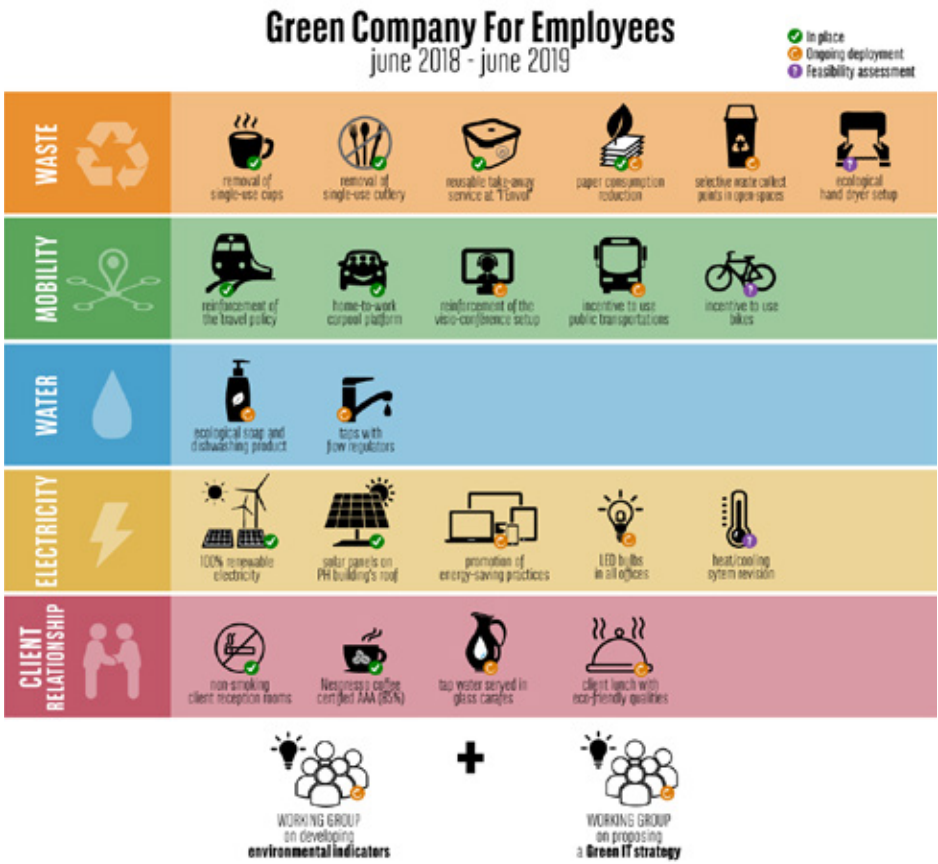 Green Company For Employees
june 2018 - june 2019
In place
Ongoing deployment
Feasibility assessment
WASTE
removal of
single-use cups
removal of
single-use cutlery
reusable take-away
service at "l'Envol"
paper consumption
reduction
selective waste collect
points in open-spaces
ecological
hand dryer setup
MOBILITY
reinforcement of
the travel policy
home-to-work
carpool platform
reinforcement of the
visio-conference setup
incentive to use
public transportations
incentive to use
bikes
WATER
ecological soap and
dishwashing product
taps with
flow regulators
ELECTRICITY
100% renewable
electricity
solar panels on
PH building's roof
promotion of
energy-saving practices
LED bulbs
in all offices
heat/cooling
sytem revision
CLIENT
RELATIONSHIP
non-smoking
client reception rooms
Nespresso coffee
certified AAA (85%)
tap water served in
glass carafes
client lunch with
eco-friendly qualities
WORKING GROUP
on developing
environmental indicators
+
WORKING GROUP
on proposing
a Green IT strategy